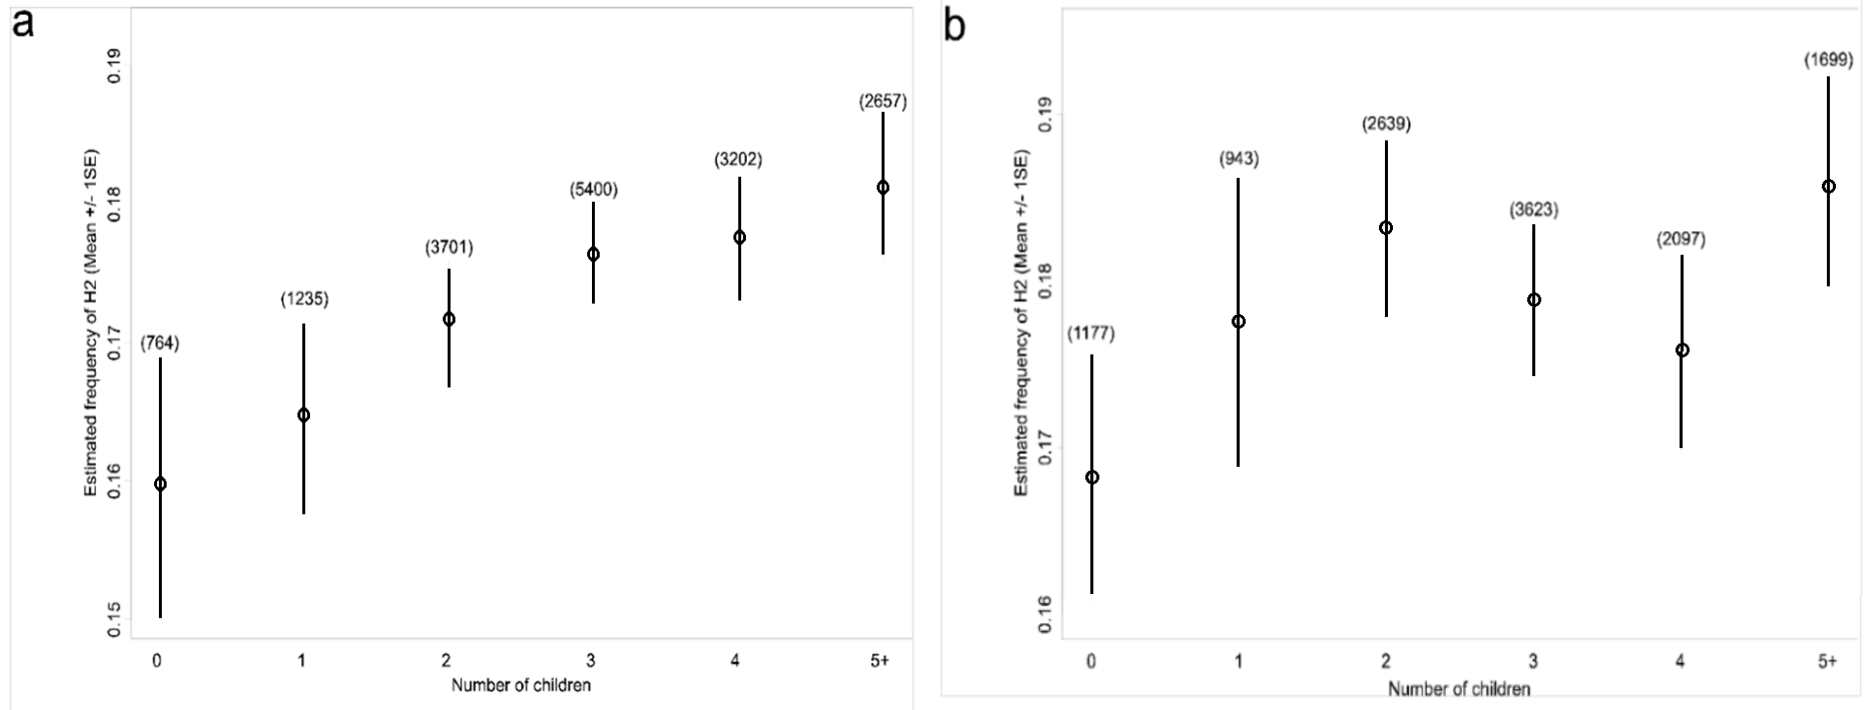 a
Estimated frequency of H2 (Mean +/- 1SE)
0.19
0.18
0.17
0.16
0.15
(764)
(1235)
(3701)
(5400)
(3202)
(2657)
0 1 2 3 4 5+
Number of children
b
Estimated frequency of H2 (Mean +/- 1SE)
0.19
0.18
0.17
0.16
(1177)
(943)
(2639)
(3623)
(2097)
(1699)
0 1 2 3 4 5+
Number of children